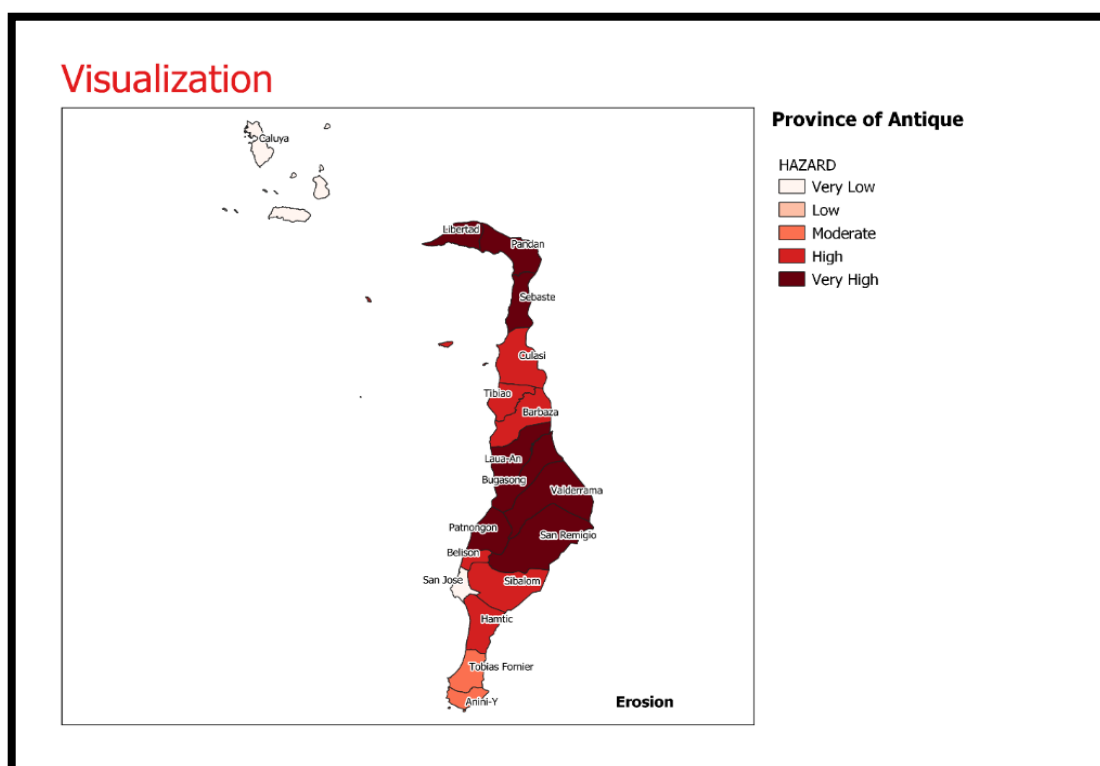 Visualization
Province of Antique
HAZARD
Very Low
Low
Moderate
High
Very High
Caluya
Libertad
Pandan
Sebaste
Culasi
Tibiao
Barbaza
Laua-An
Bugasong
Valderrama
Patnongon
San Remigio
Belison
San Jose
Sibalom
Hamtic
Tobias Fornier
Anini-Y
Erosion